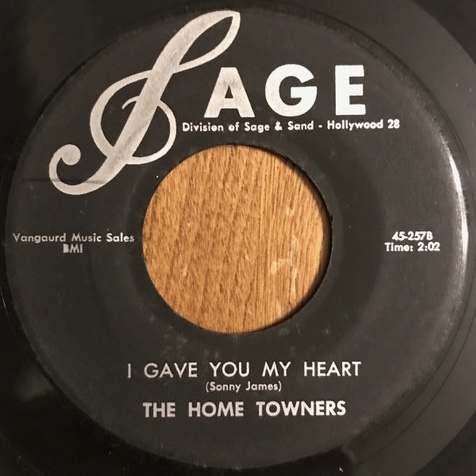 SAGE
Division of Sage & Sand - Hollywood 28
Vangaurd Music Sales
BMI
45-257B
Time: 2:02
I GAVE YOU MY HEART
(Sonny James)
THE HOME TOWNERS